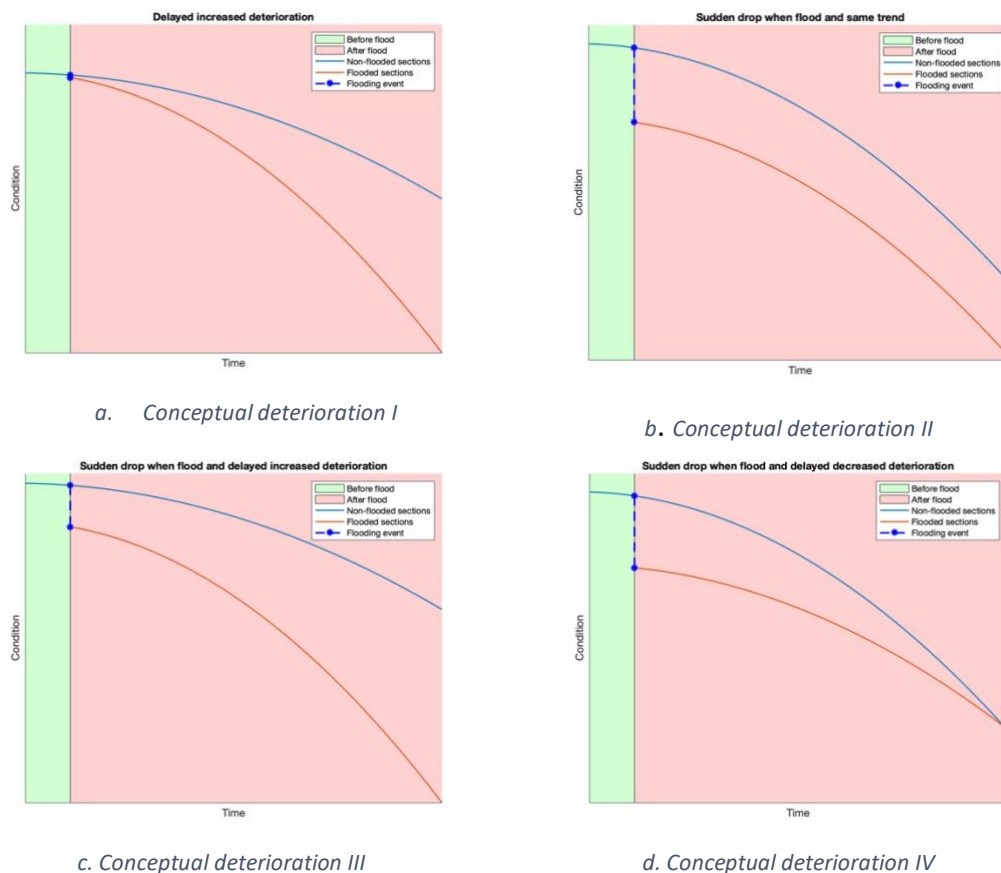 Delayed increased deterioration
Before flood
After flood
Non-flooded sections
Flooded sections
Flooding event
Condition
Time
a. Conceptual deterioration I
Sudden drop when flood and same trend
Before flood
After flood
Non-flooded sections
Flooded sections
Flooding event
Condition
Time
b. Conceptual deterioration II
Sudden drop when flood and delayed increased deterioration
Before flood
After flood
Non-flooded sections
Flooded sections
Flooding event
Condition
Time
c. Conceptual deterioration III
Sudden drop when flood and delayed decreased deterioration
Before flood
After flood
Non-flooded sections
Flooded sections
Flooding event
Condition
Time
d. Conceptual deterioration IV